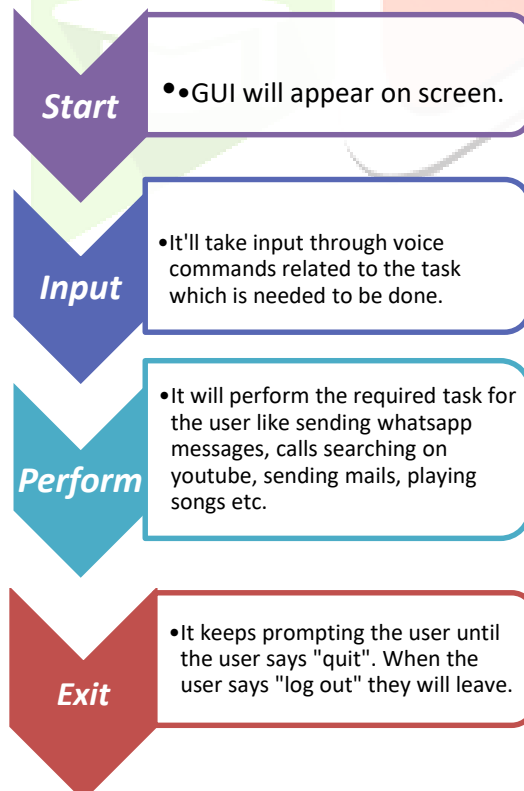 Start
••GUI will appear on screen.
Input
•It'll take input through voice
commands related to the task
which is needed to be done.
Perform
•It will perform the required task for
the user like sending whatsapp
messages, calls searching on
youtube, sending mails, playing
songs etc.
Exit
•It keeps prompting the user until
the user says "quit". When the
user says "log out" they will leave.